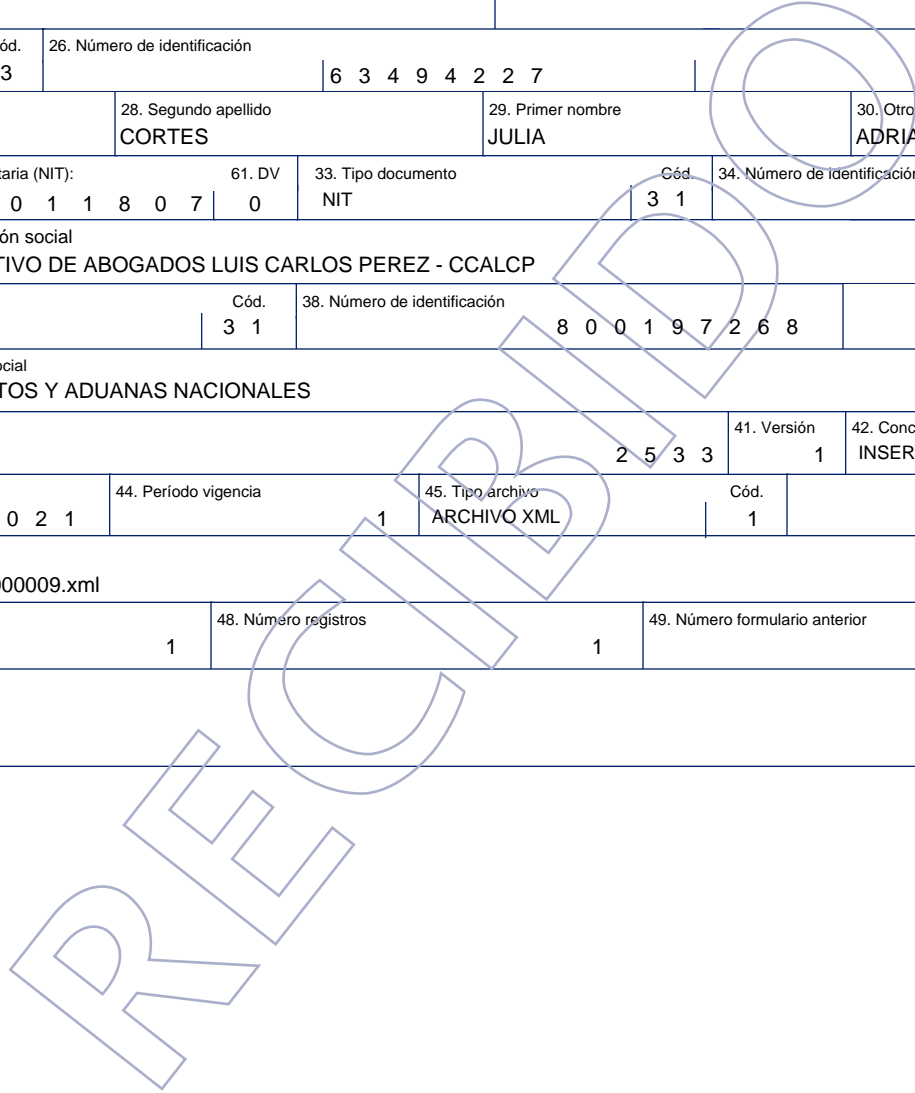 ód. 26. Número de identificación
3 6 3 4 9 4 2 2 7
28. Segundo apellido 29. Primer nombre 30. Otro
CORTES JULIA ADRIA
taria (NIT): 61. DV 33. Tipo documento Cód. 34. Número de identificación
0 1 1 8 0 7 0 NIT 3 1
ón social
TIVO DE ABOGADOS LUIS CARLOS PEREZ - CCALCP
Cód. 38. Número de identificación
3 1 8 0 0 1 9 7 2 6 8
ocial
TOS Y ADUANAS NACIONALES
41. Versión 42. Conc
2 5 3 3 1 INSER
44. Período vigencia 45. Tipo archivo Cód.
0 2 1 1 ARCHIVO XML 1
000009.xml
48. Número registros 49. Número formulario anterior
1 1
RECIBIDO